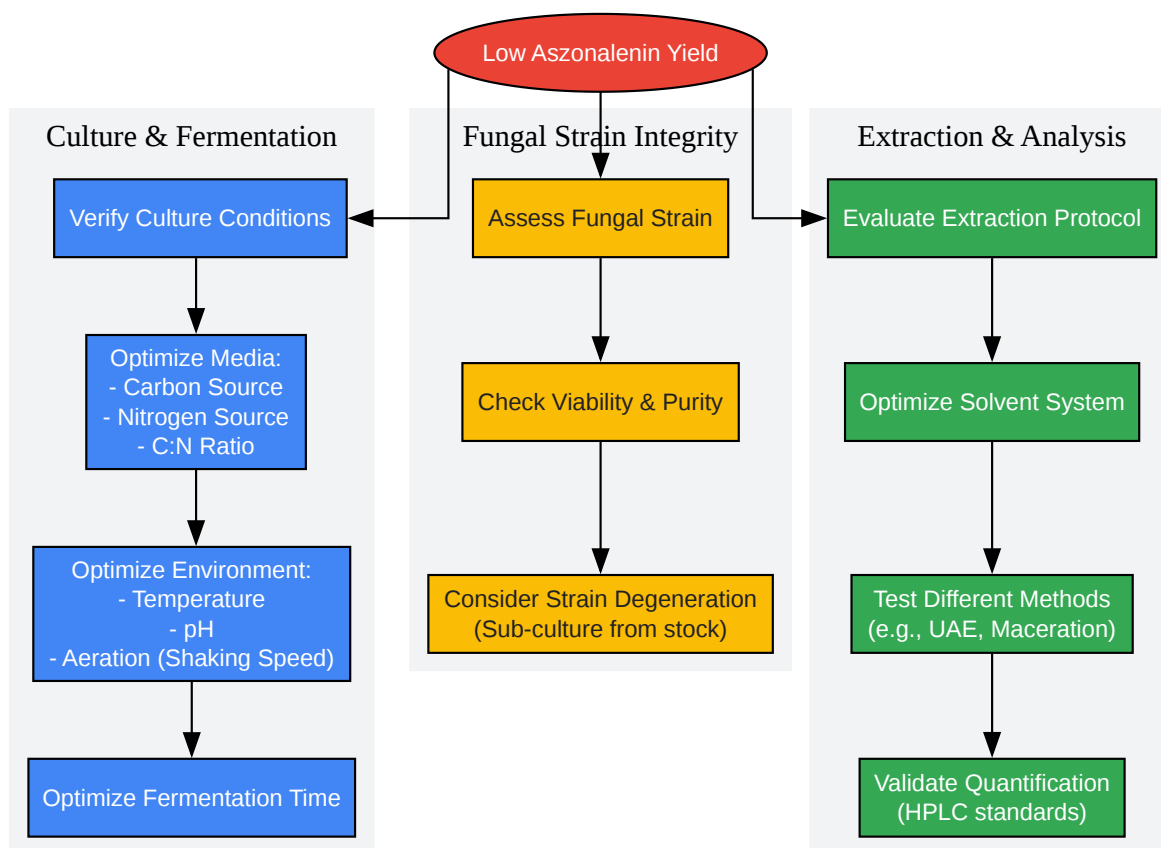 Low Aszonalenin Yield
Culture & Fermentation
Verify Culture Conditions
Optimize Media:
- Carbon Source
- Nitrogen Source
- C:N Ratio
Optimize Environment:
- Temperature
- pH
- Aeration (Shaking Speed)
Optimize Fermentation Time
Fungal Strain Integrity
Assess Fungal Strain
Check Viability & Purity
Consider Strain Degeneration
(Sub-culture from stock)
Extraction & Analysis
Evaluate Extraction Protocol
Optimize Solvent System
Test Different Methods
(e.g., UAE, Maceration)
Validate Quantification
(HPLC standards)